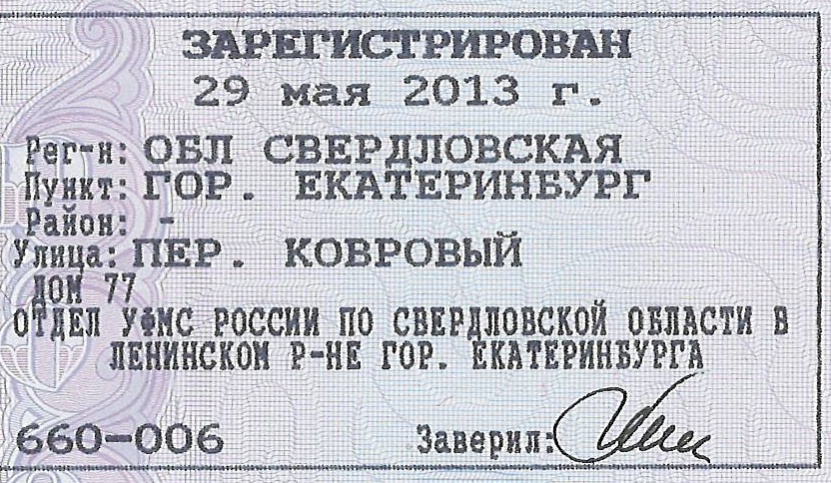 ЗАРЕГИСТРИРОВАН
29 мая 2013 г.
Рег-н: ОБЛ СВЕРДЛОВСКАЯ
Пункт: ГОР. ЕКАТЕРИНБУРГ
Район: -
Улица: ПЕР. КОВРОВЫЙ
ДОМ 77
ОТДЕЛ УФМС РОССИИ ПО СВЕРДЛОВСКОЙ ОБЛАСТИ В
ЛЕНИНСКОМ Р-НЕ ГОР. ЕКАТЕРИНБУРГА
660-006 Заверил: